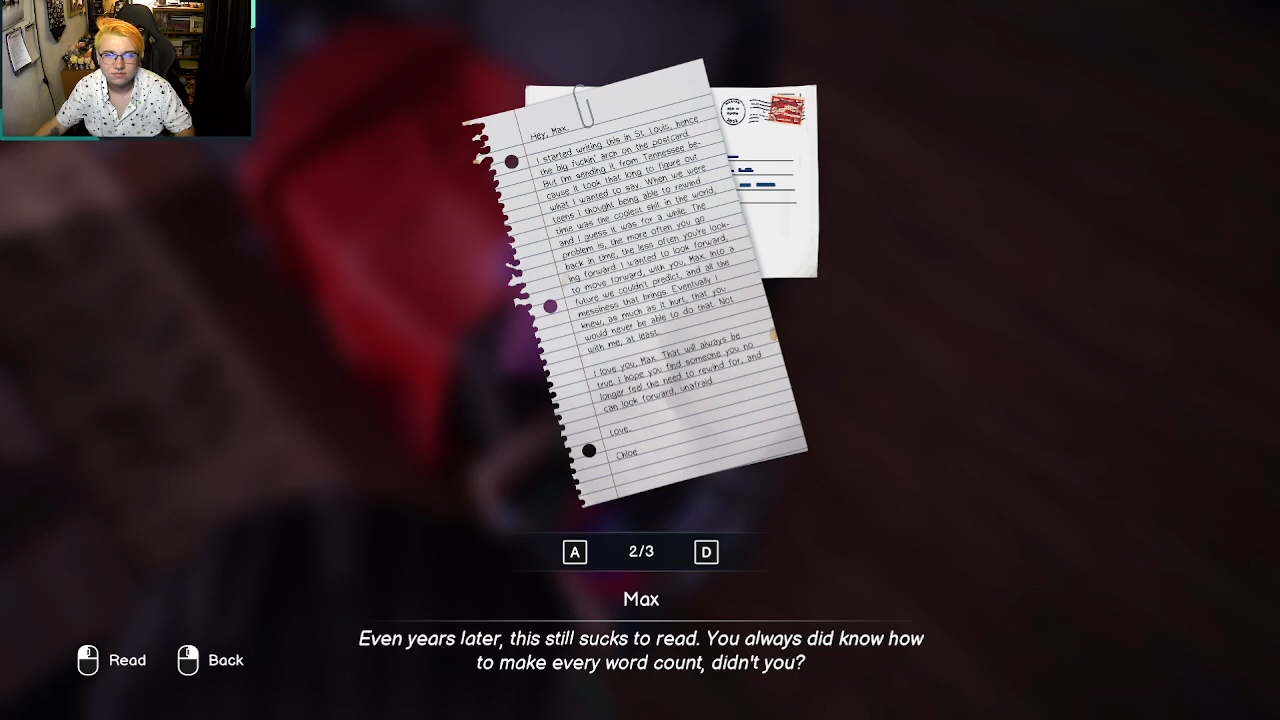 Hey, Max.
I started writing this in St. Louis, hence
the big fuckin' arch on the postcard.
But I'm sending it from Tennessee be-
cause it took that long to figure out
what I wanted to say. When we were
teens I thought being able to rewind
time was the coolest shit in the world,
and I guess it was for a while. The
problem is, the more often you go
back in time, the less often you're look-
ing forward. I wanted to look forward,
to move forward, with you, Max. Into a
future we couldn't predict, and all the
messiness that brings. Eventually I
knew, as much as it hurt, that you
would never be able to do that. Not
with me, at least.
I love you, Max. That will always be
true. I hope you find someone you no
longer feel the need to rewind for, and
can look forward, unafraid.
Love,
Chloe
A 2/3 D
Max
Even years later, this still sucks to read. You always did know how
to make every word count, didn't you?
Read Back